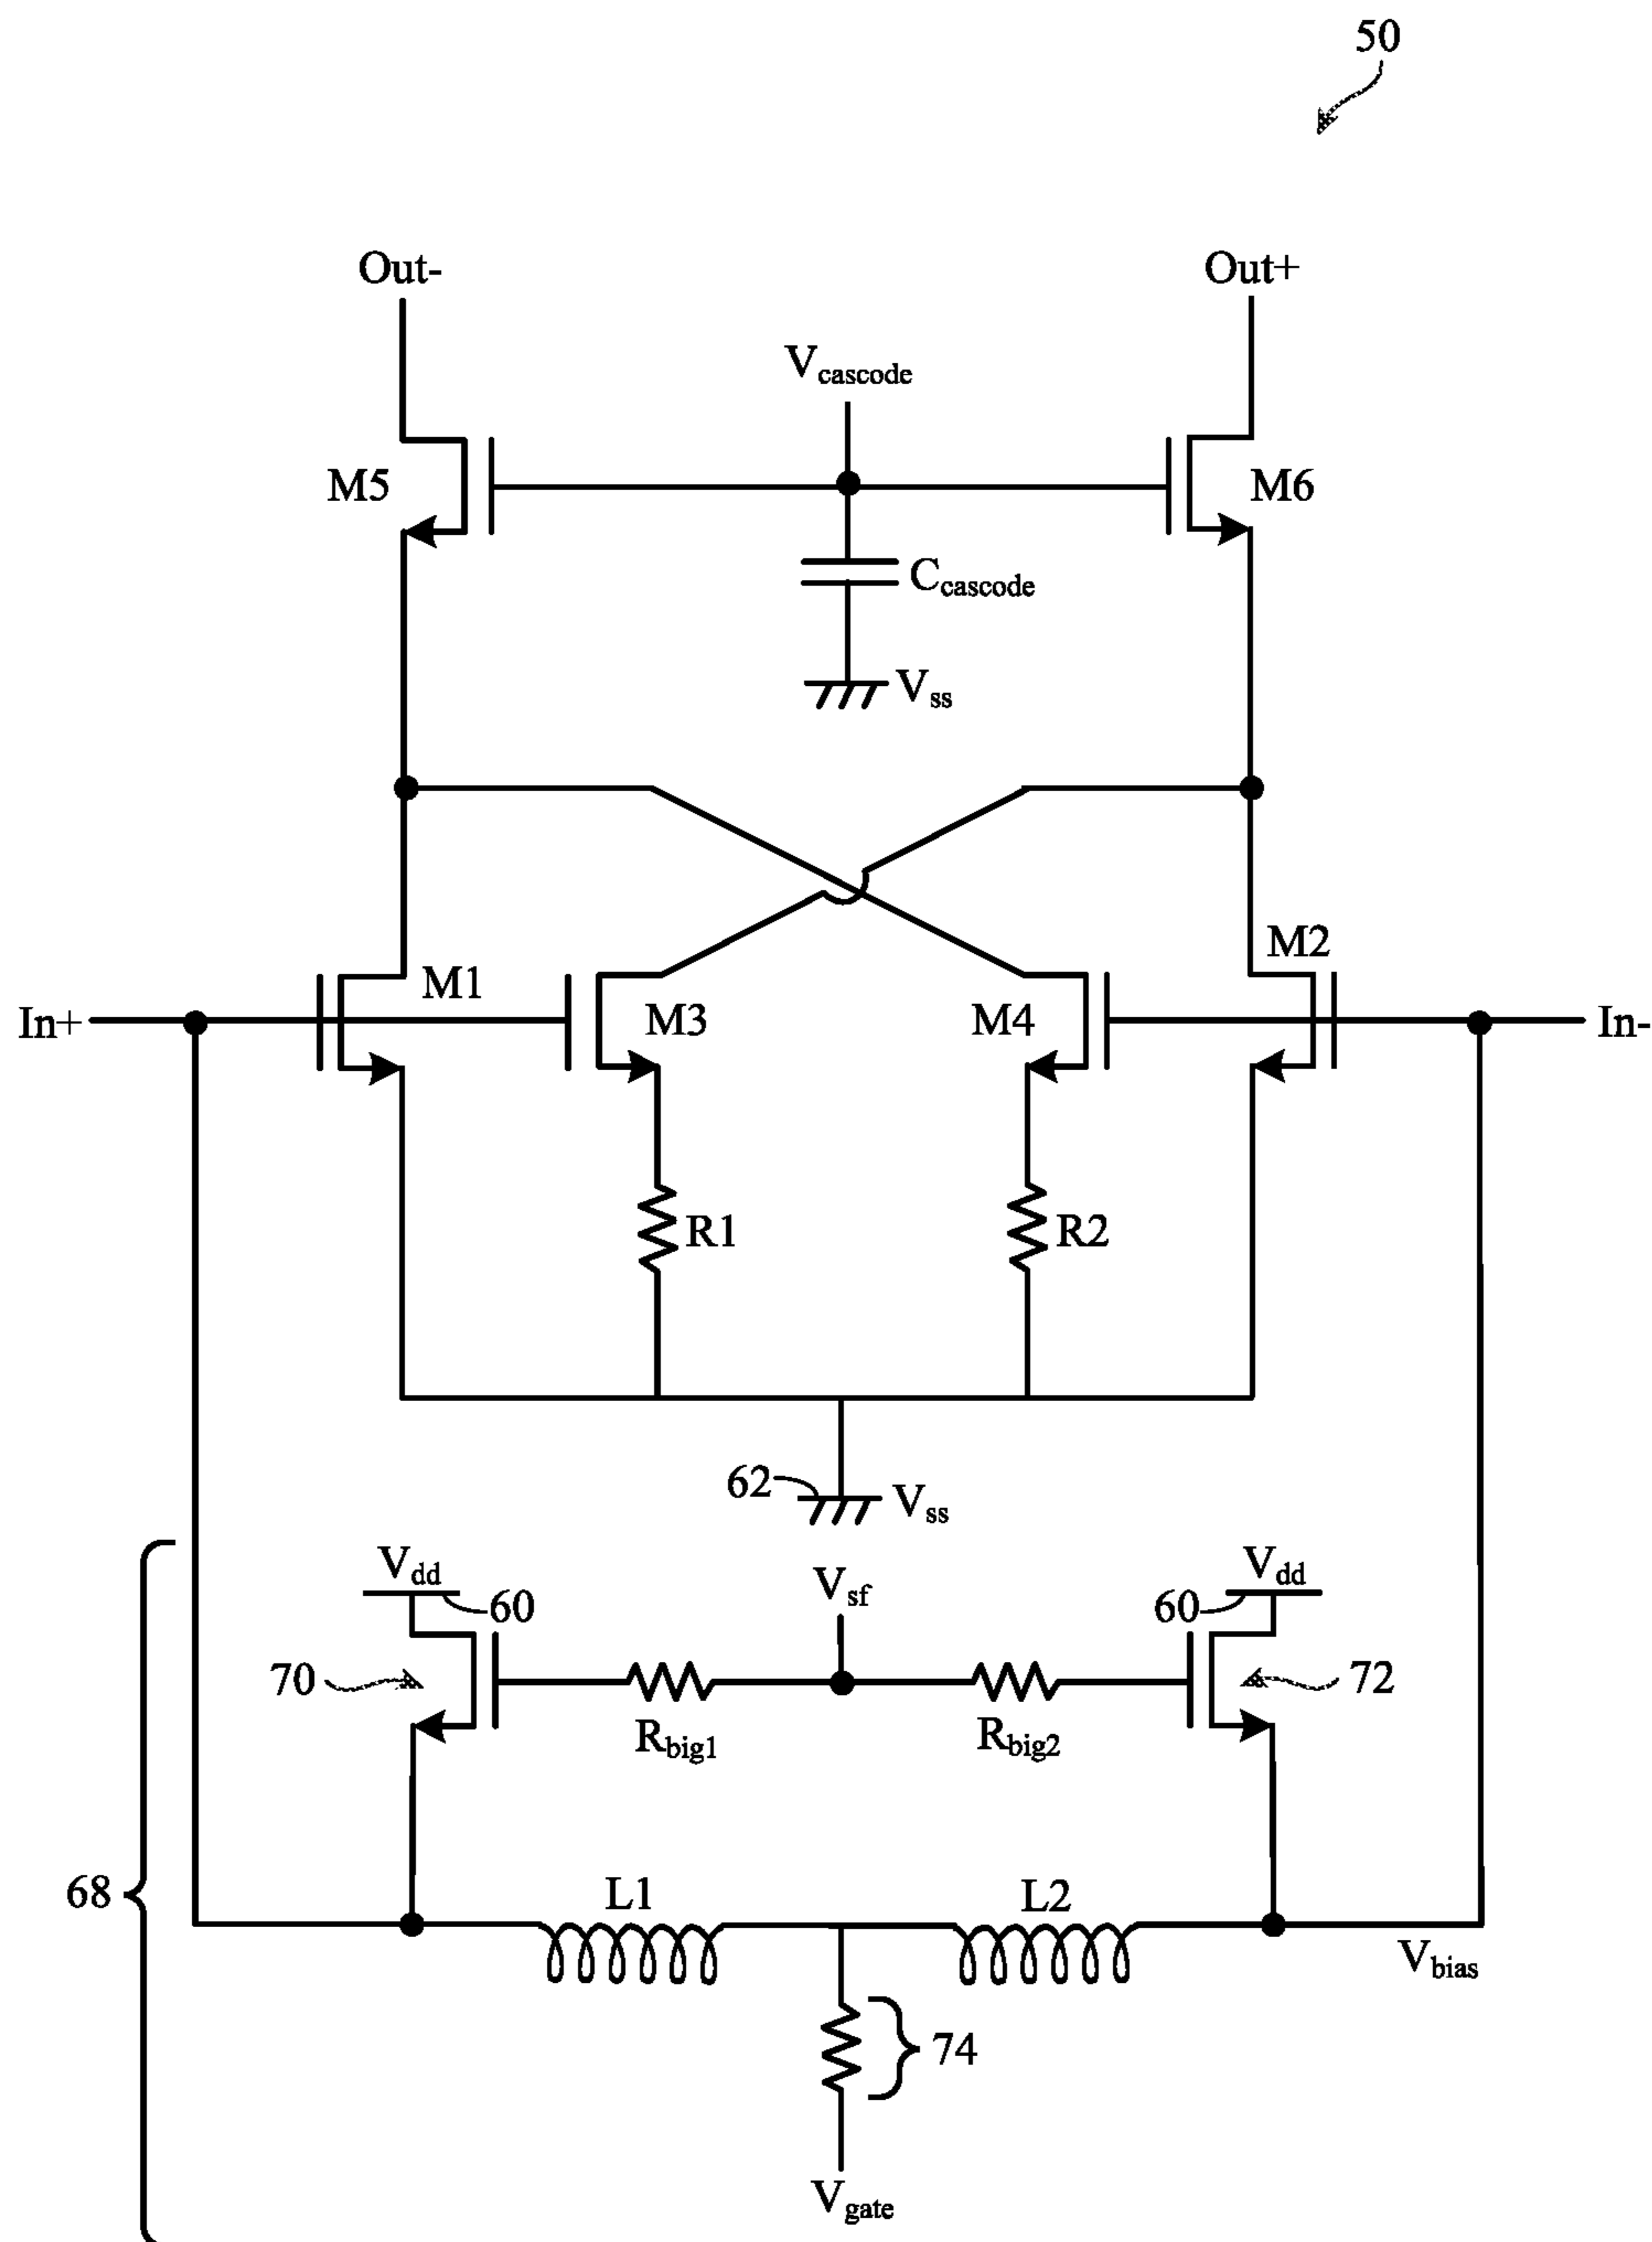 50
Out-
Out+
Vcascode
M5
M6
Ccascode
Vss
M1
M2
In+
M3
M4
In-
R1
R2
62
Vss
Vdd
Vsf
Vdd
60
60
70
72
Rbig1
Rbig2
68
L1
L2
Vbias
74
Vgate